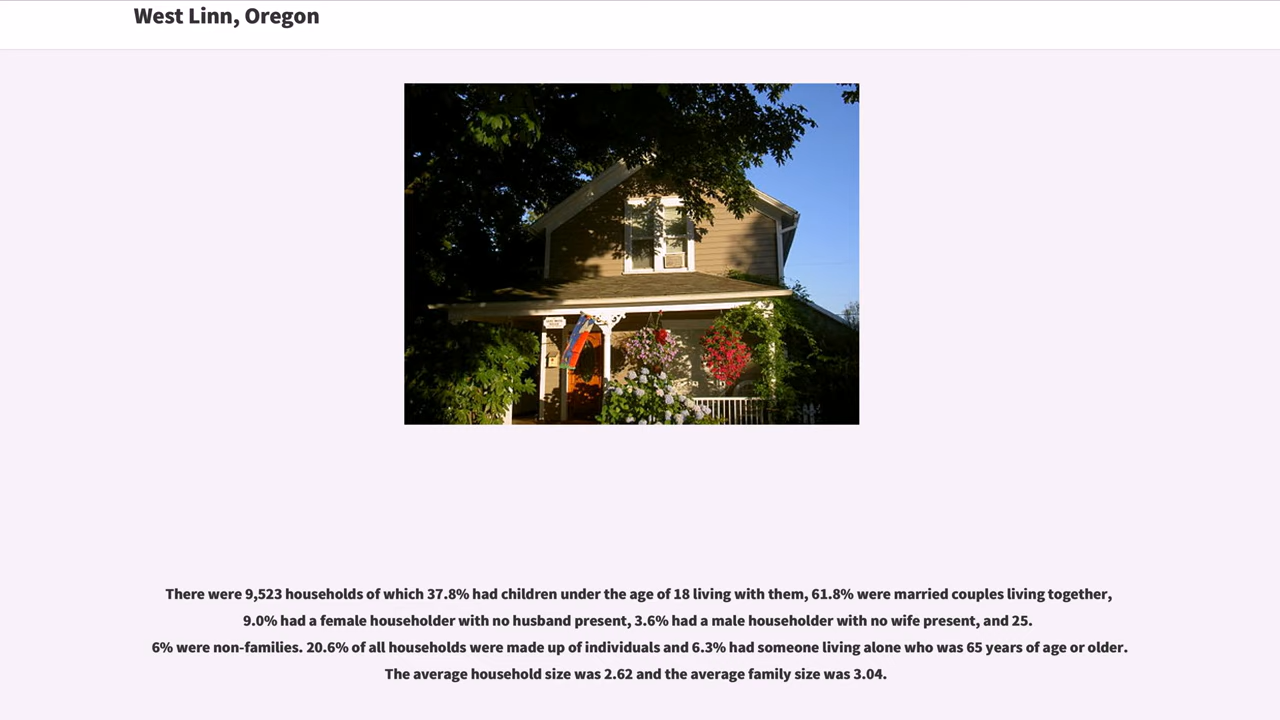 West Linn, Oregon
There were 9,523 households of which 37.8% had children under the age of 18 living with them, 61.8% were married couples living together,
9.0% had a female householder with no husband present, 3.6% had a male householder with no wife present, and 25.
6% were non-families. 20.6% of all households were made up of individuals and 6.3% had someone living alone who was 65 years of age or older.
The average household size was 2.62 and the average family size was 3.04.